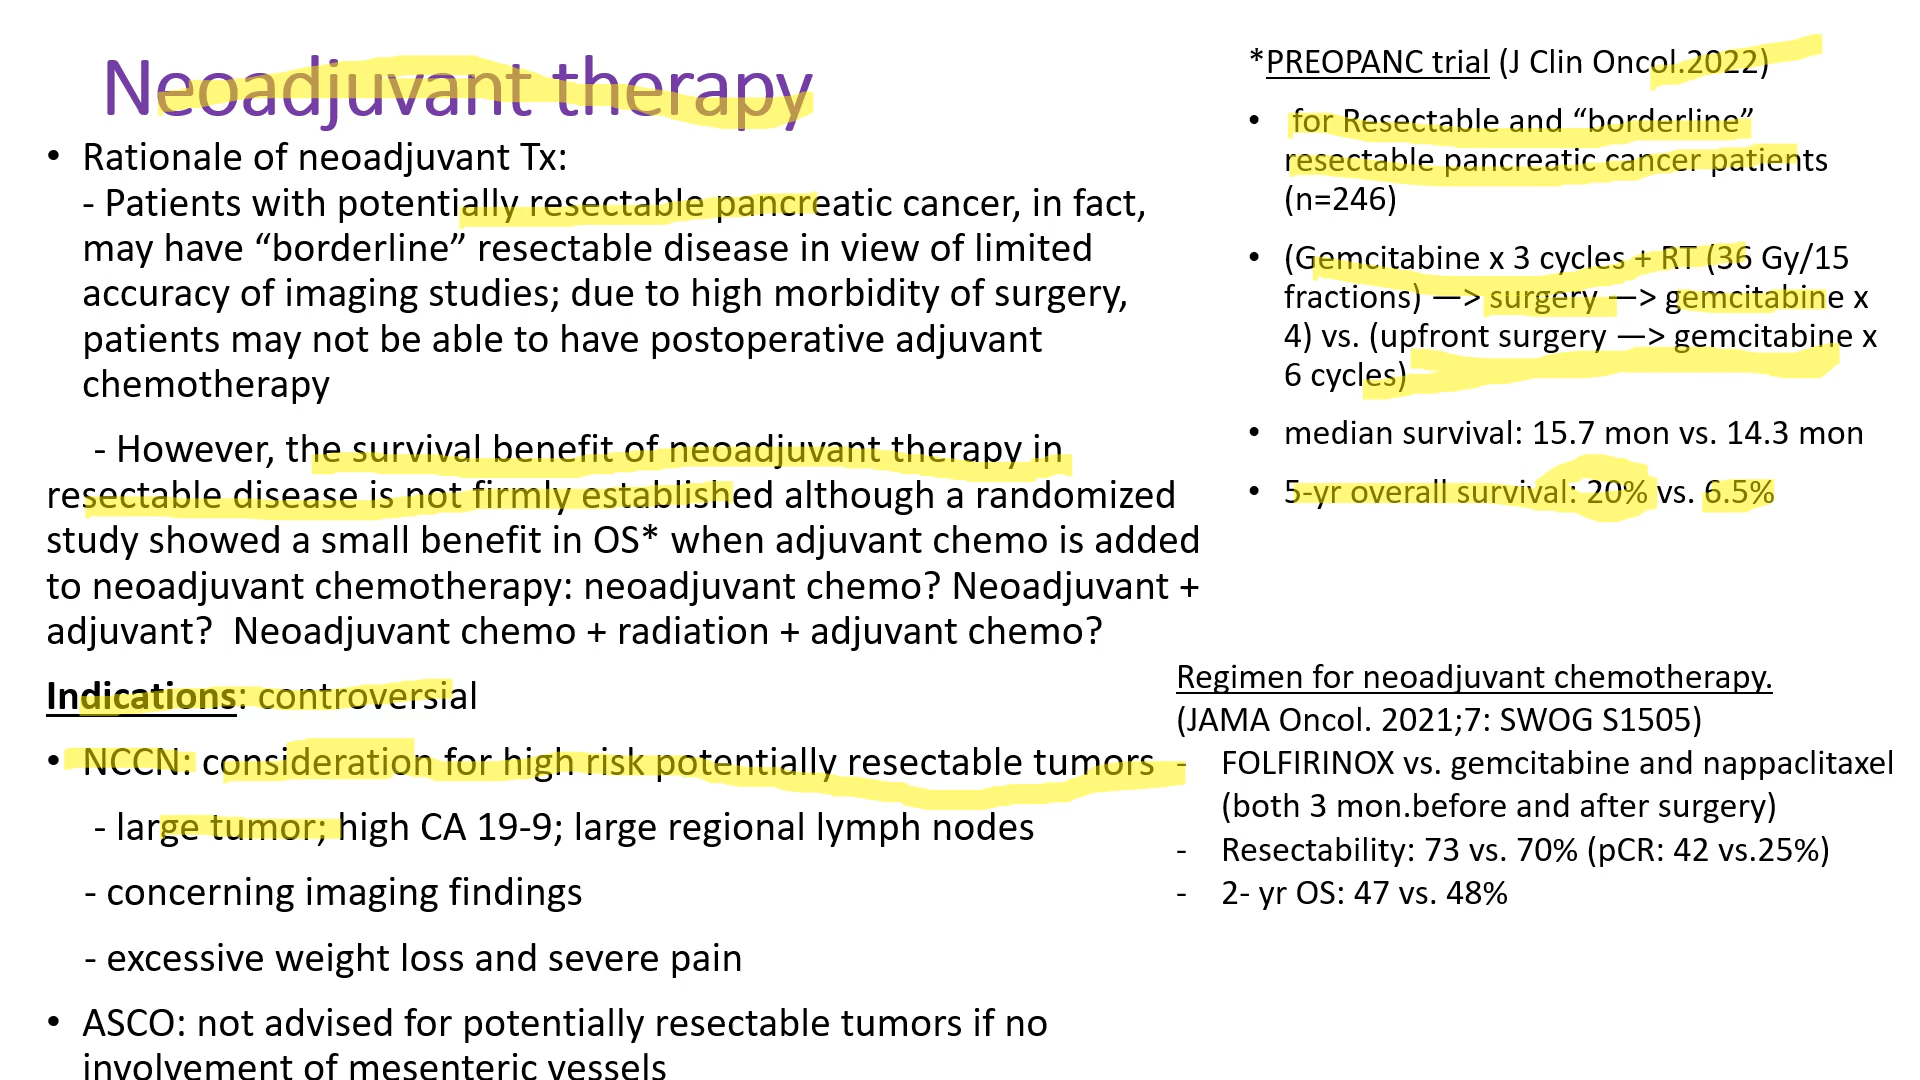 Neoadjuvant therapy
• Rationale of neoadjuvant Tx:
- Patients with potentially resectable pancreatic cancer, in fact,
may have “borderline” resectable disease in view of limited
accuracy of imaging studies; due to high morbidity of surgery,
patients may not be able to have postoperative adjuvant
chemotherapy
- However, the survival benefit of neoadjuvant therapy in
resectable disease is not firmly established although a randomized
study showed a small benefit in OS* when adjuvant chemo is added
to neoadjuvant chemotherapy: neoadjuvant chemo? Neoadjuvant +
adjuvant?  Neoadjuvant chemo + radiation + adjuvant chemo?
Indications: controversial
• NCCN: consideration for high risk potentially resectable tumors
- large tumor; high CA 19-9; large regional lymph nodes
- concerning imaging findings
- excessive weight loss and severe pain
• ASCO: not advised for potentially resectable tumors if no
involvement of mesenteric vessels
*PREOPANC trial (J Clin Oncol.2022)
• for Resectable and “borderline”
resectable pancreatic cancer patients
(n=246)
• (Gemcitabine x 3 cycles + RT (36 Gy/15
fractions) —> surgery —> gemcitabine x
4) vs. (upfront surgery —> gemcitabine x
6 cycles)
• median survival: 15.7 mon vs. 14.3 mon
• 5-yr overall survival: 20% vs. 6.5%
Regimen for neoadjuvant chemotherapy.
(JAMA Oncol. 2021;7: SWOG S1505)
- FOLFIRINOX vs. gemcitabine and nappaclitaxel
(both 3 mon.before and after surgery)
- Resectability: 73 vs. 70% (pCR: 42 vs.25%)
- 2- yr OS: 47 vs. 48%